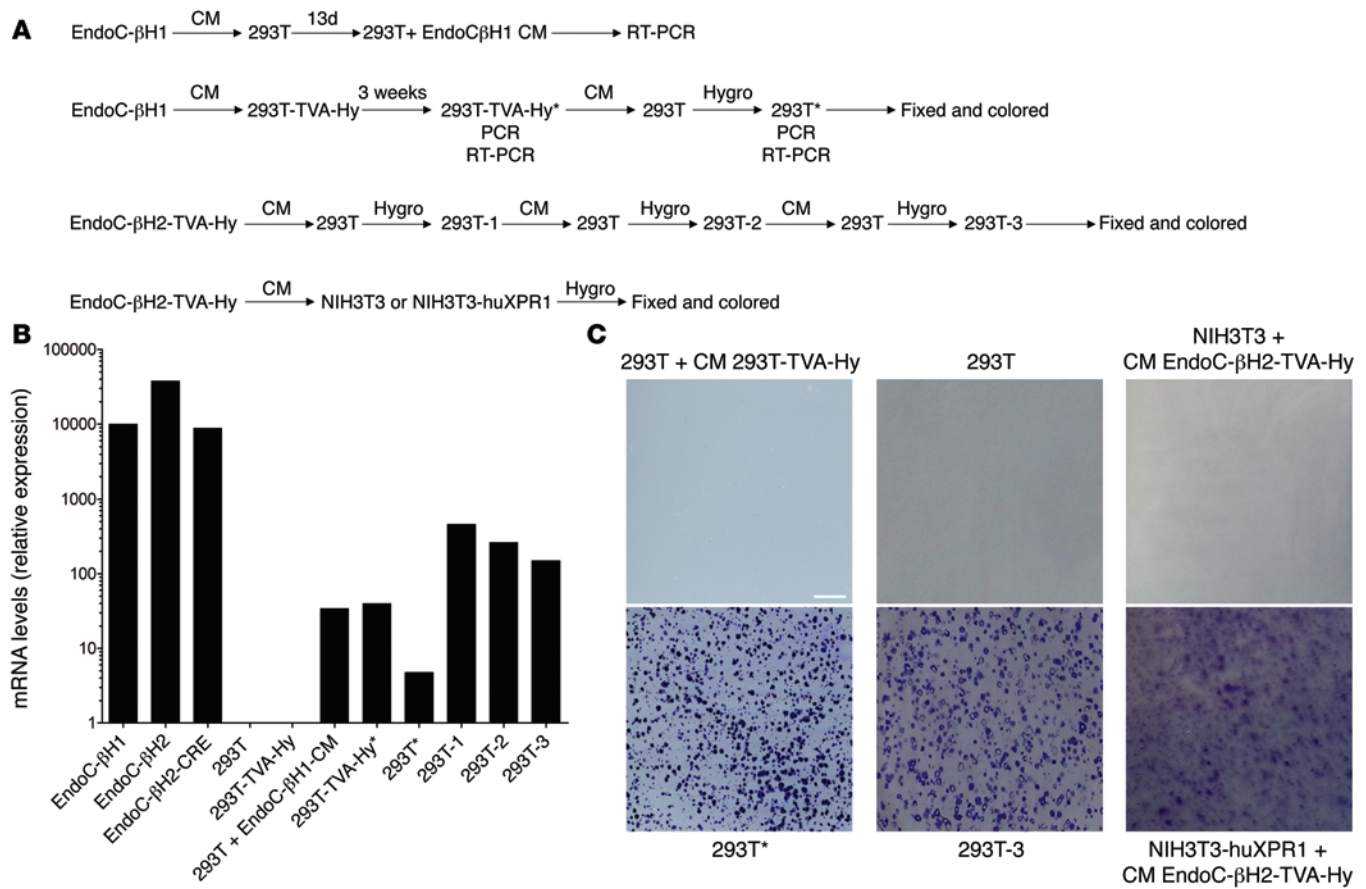 A
CM 13d
EndoC-βH1 293T 293T+ EndoCβH1 CM RT-PCR
CM 3 weeks CM Hygro
EndoC-βH1 293T-TVA-Hy 293T-TVA-Hy* 293T 293T* Fixed and colored
PCR PCR
RT-PCR RT-PCR
CM Hygro CM Hygro CM Hygro
EndoC-βH2-TVA-Hy 293T 293T-1 293T 293T-2 293T 293T-3 Fixed and colored
CM Hygro
EndoC-βH2-TVA-Hy NIH3T3 or NIH3T3-huXPR1 Fixed and colored
B
mRNA levels (relative expression)
100000
10000
1000
100
10
1
EndoC-βH1
EndoC-βH2
EndoC-βH2-CRE
293T
293T-TVA-Hy
293T + EndoC-βH1-CM
293T-TVA-Hy*
293T*
293T-1
293T-2
293T-3
C
293T + CM 293T-TVA-Hy
293T
NIH3T3 +
CM EndoC-βH2-TVA-Hy
293T*
293T-3
NIH3T3-huXPR1 +
CM EndoC-βH2-TVA-Hy